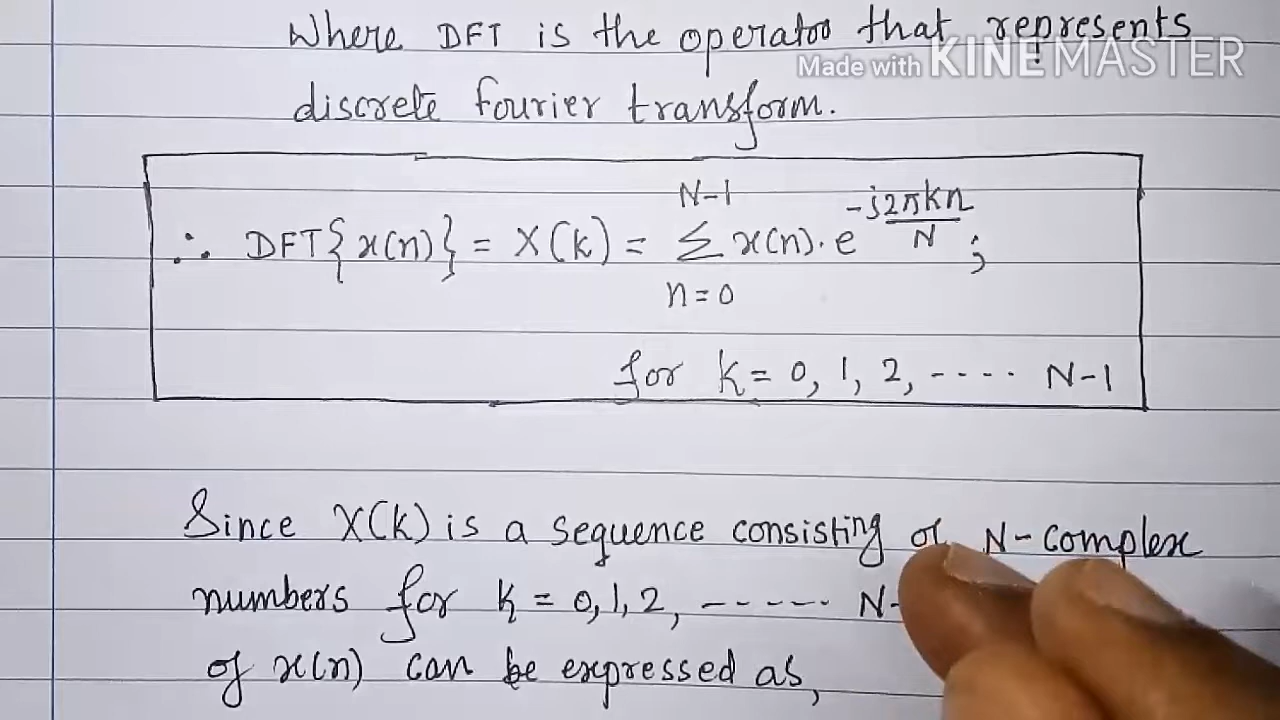 Where DFT is the operator that represents
Made with KINEMASTER
discrete fourier transform.
∴ DFT{x(n)} = X(k) = N-1 Σ n=0 x(n)·e^(-j2πkn/N) ;
for k = 0, 1, 2, ---- N-1
Since X(k) is a sequence consisting of N-complex
numbers for k = 0, 1, 2, ----- N-
of x(n) can be expressed as,